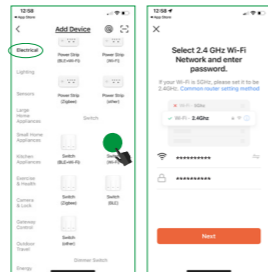 12:58
App Store
Add Device
Electrical
Lighting
Sensors
Large
Home
Appliances
Small Home
Appliances
Kitchen
Appliances
Exercise
& Health
Camera
& Lock
Gateway
Control
Outdoor
Travel
Energy
Power Strip
(BLE+Wi-Fi)
Power Strip
(Wi-Fi)
Power Strip
(Zigbee)
Power Strip
(other)
Switch
Switch
(BLE+Wi-Fi)
Switch
(Wi-Fi)
Switch
(Zigbee)
Switch
(BLE)
Switch
(other)
Dimmer Switch
12:58
App Store
Select 2.4 GHz Wi-Fi
Network and enter
password.
If your Wi-Fi is 5GHz, please set it to be
2.4GHz. Common router setting method
Wi-Fi - 5Ghz
Wi-Fi - 2.4Ghz
**********
**********
Next